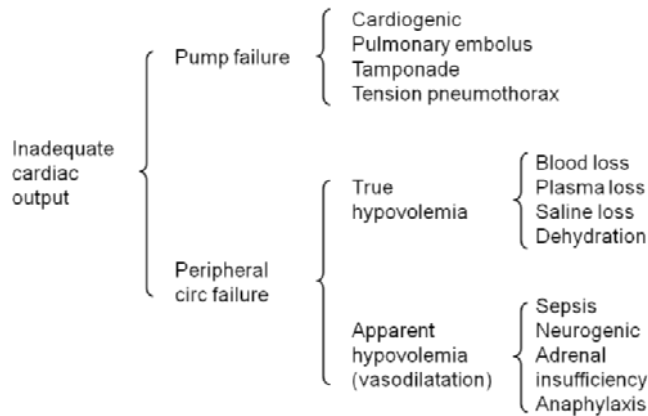 Inadequate
cardiac
output
Pump failure
Cardiogenic
Pulmonary embolus
Tamponade
Tension pneumothorax
Peripheral
circ failure
True
hypovolemia
Blood loss
Plasma loss
Saline loss
Dehydration
Apparent
hypovolemia
(vasodilatation)
Sepsis
Neurogenic
Adrenal
insufficiency
Anaphylaxis